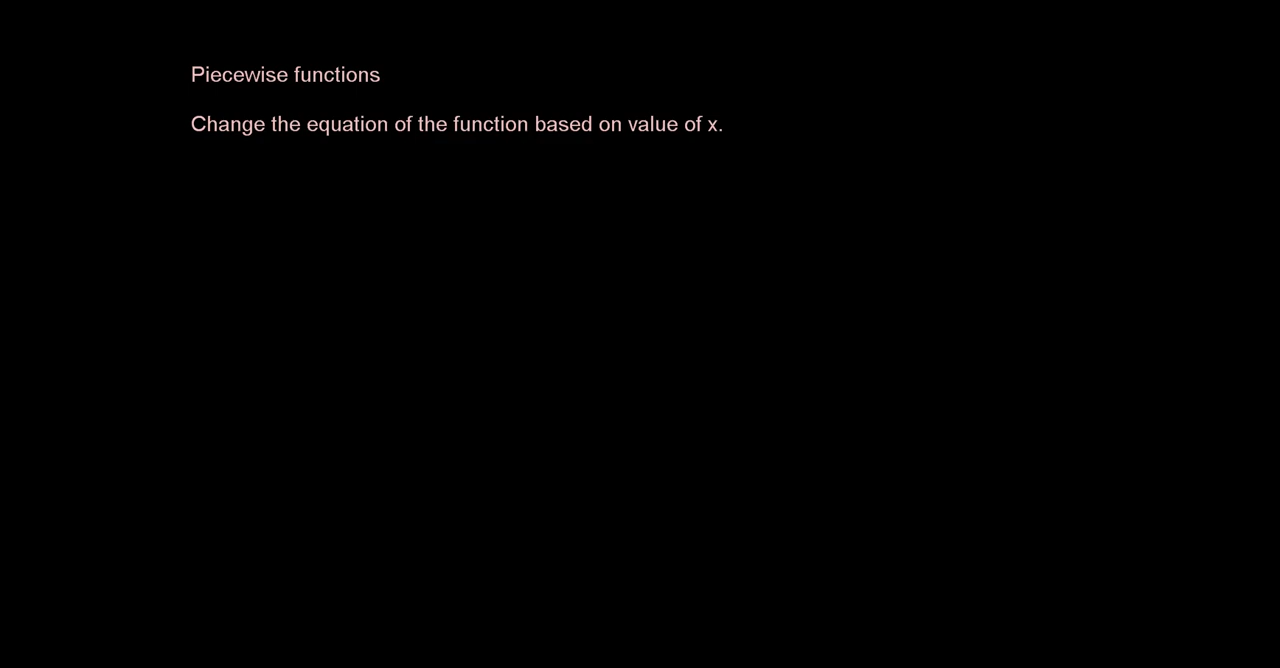 Piecewise functions
Change the equation of the function based on value of x.